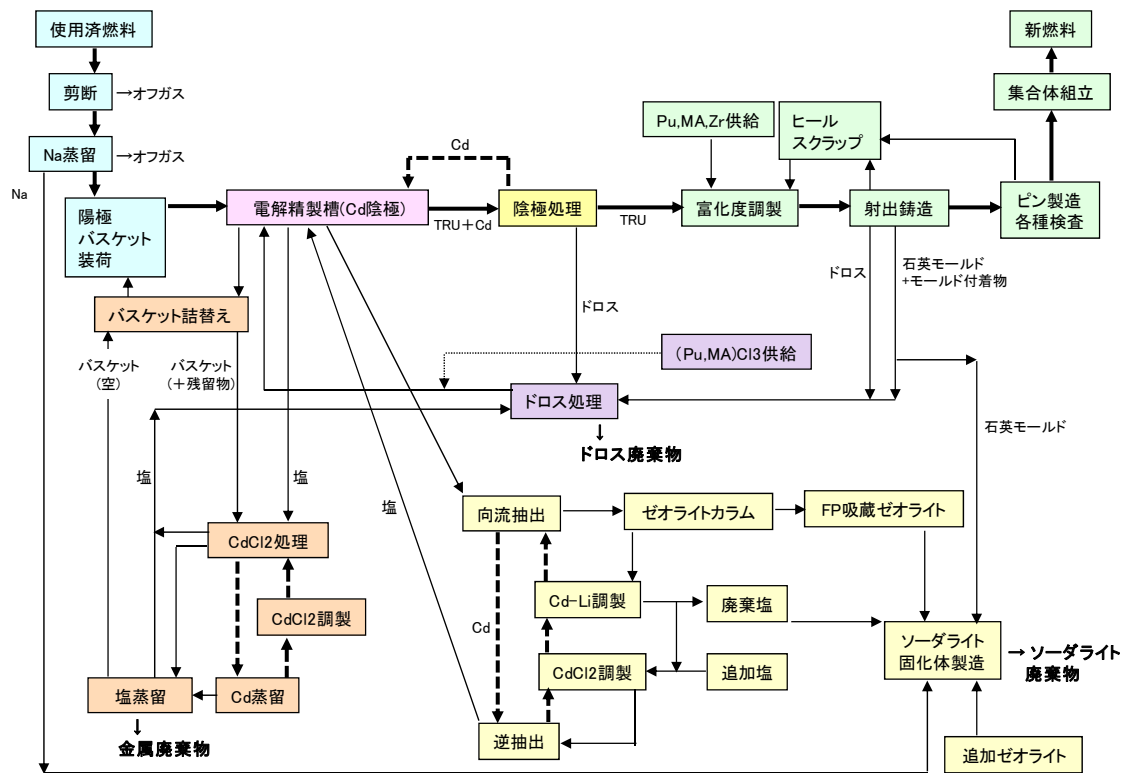 使用済燃料
新燃料
剪断
→オフガス
集合体組立
Pu,MA,Zr供給
ヒール
スクラップ
Na蒸留
→オフガス
Cd
Na
陽極
バスケット
装荷
電解精製槽(Cd陰極)
TRU+Cd
陰極処理
TRU
富化度調製
射出鋳造
ピン製造
各種検査
ドロス
石英モールド
+モールド付着物
バスケット詰替え
ドロス
バスケット
(空)
バスケット
(+残留物)
(Pu,MA)Cl3供給
ドロス処理
→
ドロス廃棄物
石英モールド
塩
塩
塩
向流抽出
ゼオライトカラム
FP吸蔵ゼオライト
CdCl2処理
Cd-Li調製
廃棄塩
CdCl2調製
Cd
ソーダライト
固化体製造
→ ソーダライト
廃棄物
CdCl2調製
追加塩
塩蒸留
Cd蒸留
→
金属廃棄物
逆抽出
追加ゼオライト